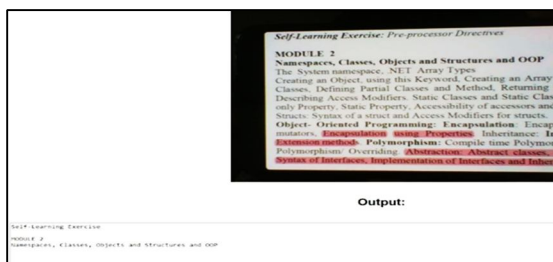 Self-Learning Exercise: Pre-processor Directives
MODULE 2
Namespaces, Classes, Objects and Structures and OOP
The System namespace, .NET Array Types
Creating an Object, using this Keyword, Creating an Array
Classes, Defining Partial Classes and Method, Returning
Describing Access Modifiers. Static Classes and Static Clas
only Property, Static Property, Accessibility of accessors and
Structs: Syntax of a struct and Access Modifiers for structs.
Object- Oriented Programming: Encapsulation: Encap
mutators, Encapsulation using Properties. Inheritance: I
Extension methods. Polymorphism: Compile time Polymo
Polymorphism/ Overriding. Abstraction: Abstract classes,
Syntax of Interfaces, Implementation of Interfaces and Inher
Output:
Self-Learning Exercise
MODULE 2
Namespaces, Classes, Objects and Structures and OOP